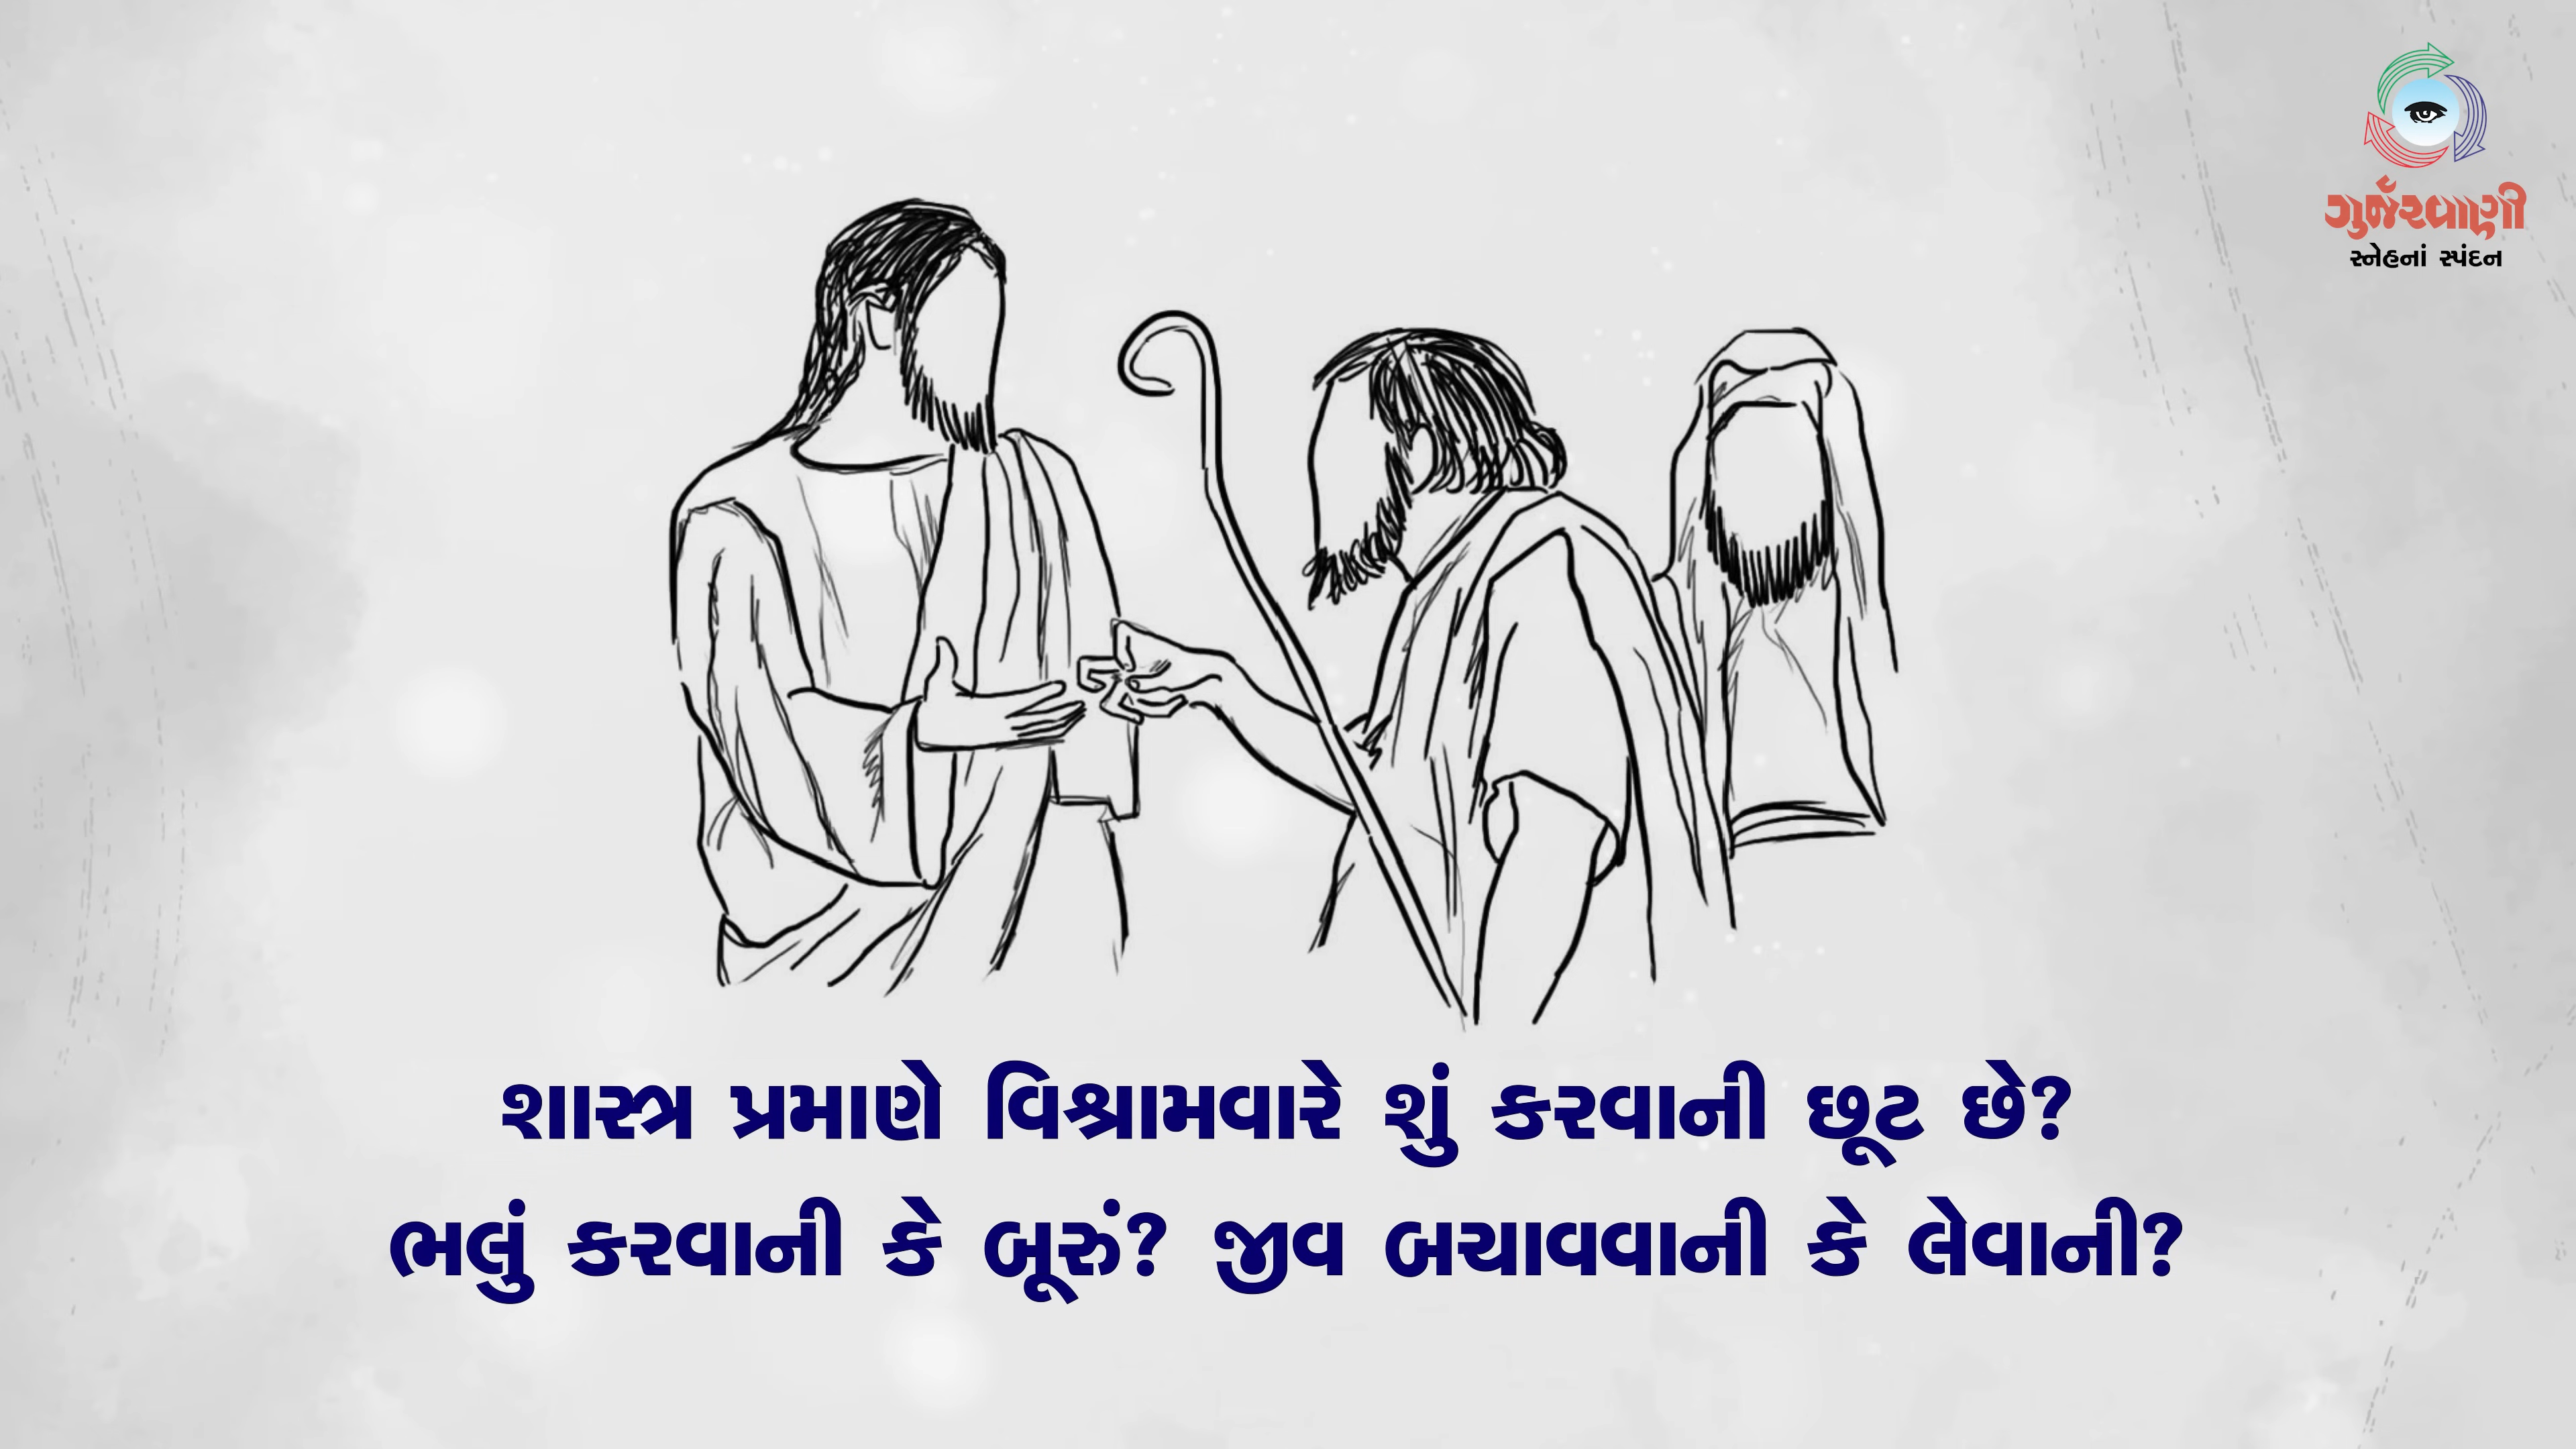 ગુર્જરવાણી
સ્નેહનાં સ્પંદન
શાસ્ત્ર પ્રમાણે વિશ્રામવારે શું કરવાની છૂટ છે?
ભલું કરવાની કે બૂરું? જીવ બચાવવાની કે લેવાની?